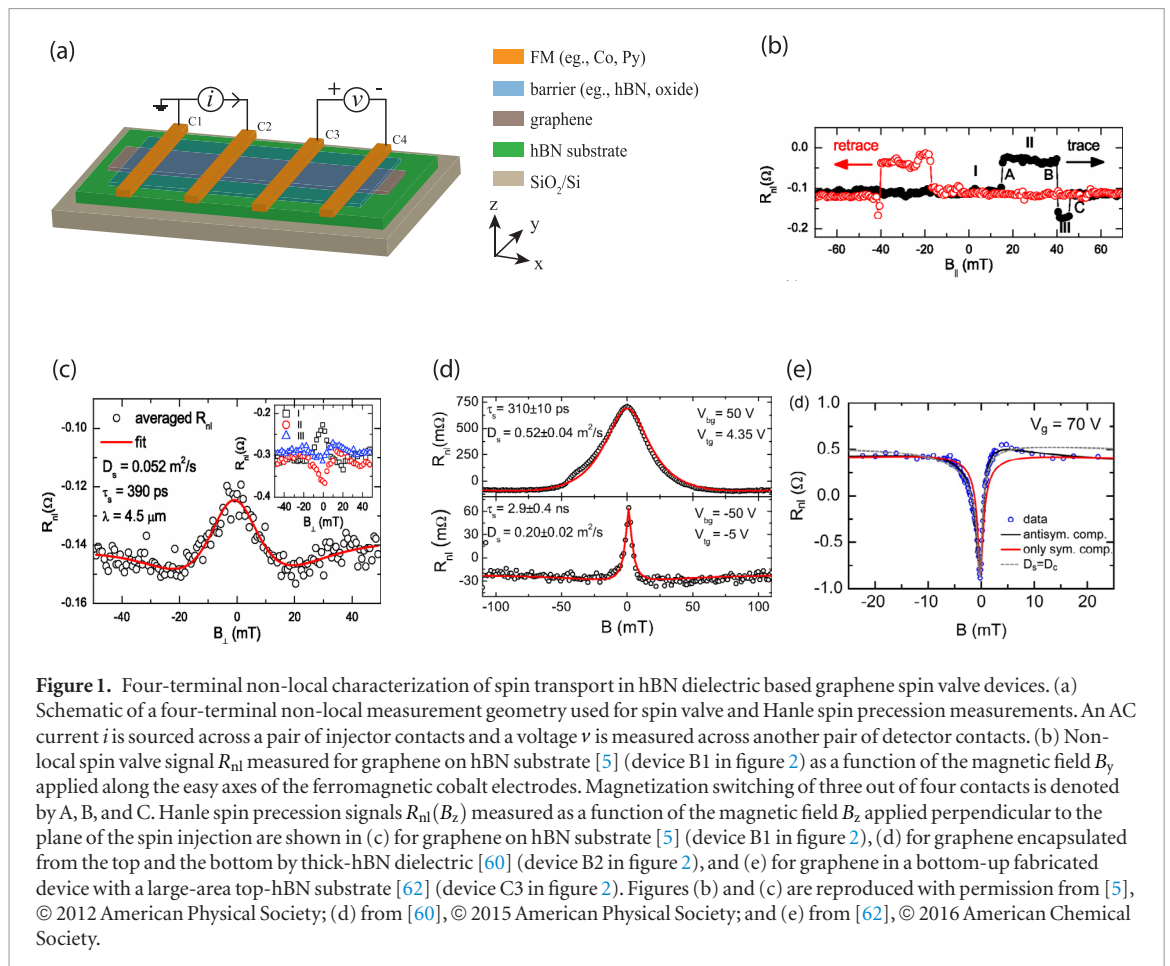 (a)
i
+ v -
C1
C2
C3
C4
FM (eg., Co, Py)
barrier (eg., hBN, oxide)
graphene
hBN substrate
SiO₂/Si
z
y
x
(b)
retrace
II
trace
I
A
B
C
III
0.0
-0.1
-0.2
R_nl(Ω)
-60 -40 -20 0 20 40 60
B_∥ (mT)
(c)
averaged R_nl
fit
D_s = 0.052 m²/s
τ_s = 390 ps
λ = 4.5 μm
-0.10
-0.12
-0.14
-0.16
R_nl(Ω)
-40 -20 0 20 40
B_⊥ (mT)
I
II
III
-0.2
-0.3
-0.4
R_nl(Ω)
-40 -20 0 20 40
B_⊥ (mT)
(d)
τ_s = 310±10 ps
D_s = 0.52±0.04 m²/s
V_bg= 50 V
V_tg= 4.35 V
750
500
250
0
R_nl (mΩ)
τ_s = 2.9±0.4 ns
D_s = 0.20±0.02 m²/s
V_bg= -50 V
V_tg= -5 V
60
30
0
-30
R_nl (mΩ)
-100 -50 0 50 100
B (mT)
(e)
(d)
V_g = 70 V
1.0
0.5
0.0
-0.5
-1.0
R_nl (Ω)
data
antisym. comp.
only sym. comp.
D_s=D_c
-20 -10 0 10 20
B (mT)
Figure 1. Four-terminal non-local characterization of spin transport in hBN dielectric based graphene spin valve devices. (a)
Schematic of a four-terminal non-local measurement geometry used for spin valve and Hanle spin precession measurements. An AC
current i is sourced across a pair of injector contacts and a voltage v is measured across another pair of detector contacts. (b) Non-
local spin valve signal R_nl measured for graphene on hBN substrate [5] (device B1 in figure 2) as a function of the magnetic field B_y
applied along the easy axes of the ferromagnetic cobalt electrodes. Magnetization switching of three out of four contacts is denoted
by A, B, and C. Hanle spin precession signals R_nl(B_z) measured as a function of the magnetic field B_z applied perpendicular to the
plane of the spin injection are shown in (c) for graphene on hBN substrate [5] (device B1 in figure 2), (d) for graphene encapsulated
from the top and the bottom by thick-hBN dielectric [60] (device B2 in figure 2), and (e) for graphene in a bottom-up fabricated
device with a large-area top-hBN substrate [62] (device C3 in figure 2). Figures (b) and (c) are reproduced with permission from [5],
© 2012 American Physical Society; (d) from [60], © 2015 American Physical Society; and (e) from [62], © 2016 American Chemical
Society.